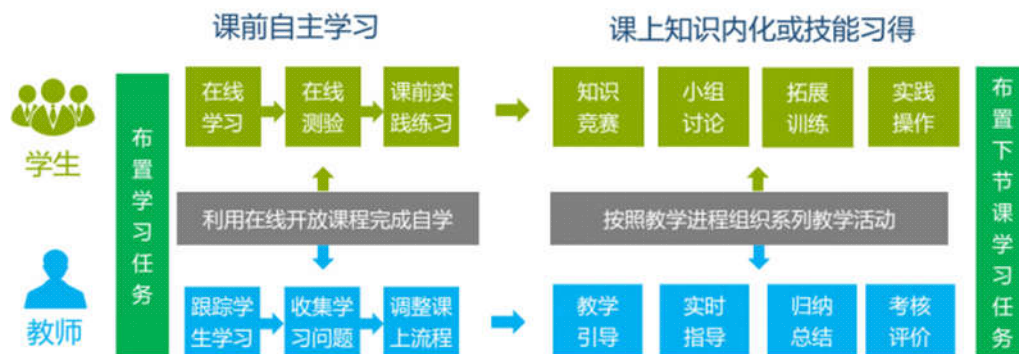 课前自主学习
课上知识内化或技能习得
学生
布置学习任务
在线
学习
在线
测验
课前实
践练习
知识
竞赛
小组
讨论
拓展
训练
实践
操作
布置下节课学习任务
利用在线开放课程完成自学
按照教学进程组织系列教学活动
教师
跟踪学
生学习
收集学
习问题
调整课
上流程
教学
引导
实时
指导
归纳
总结
考核
评价